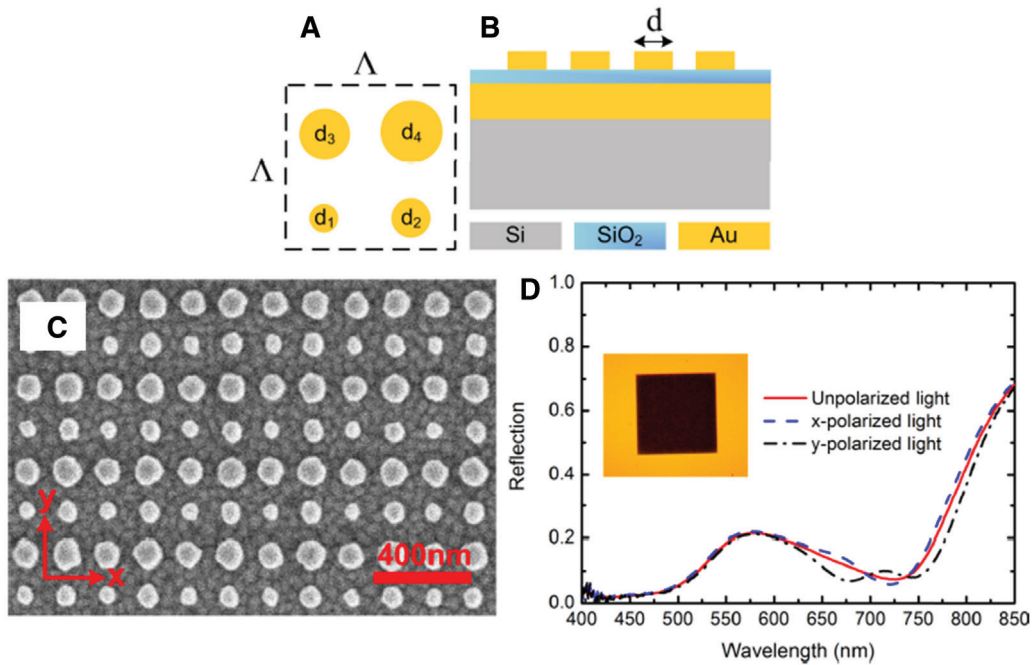 A
Λ
Λ
d₃
d₄
d₁
d₂
B
d
Si
SiO₂
Au
C
y
x
400nm
D
1.0
0.8
0.6
0.4
0.2
0.0
Reflection
Unpolarized light
x-polarized light
y-polarized light
400 450 500 550 600 650 700 750 800 850
Wavelength (nm)